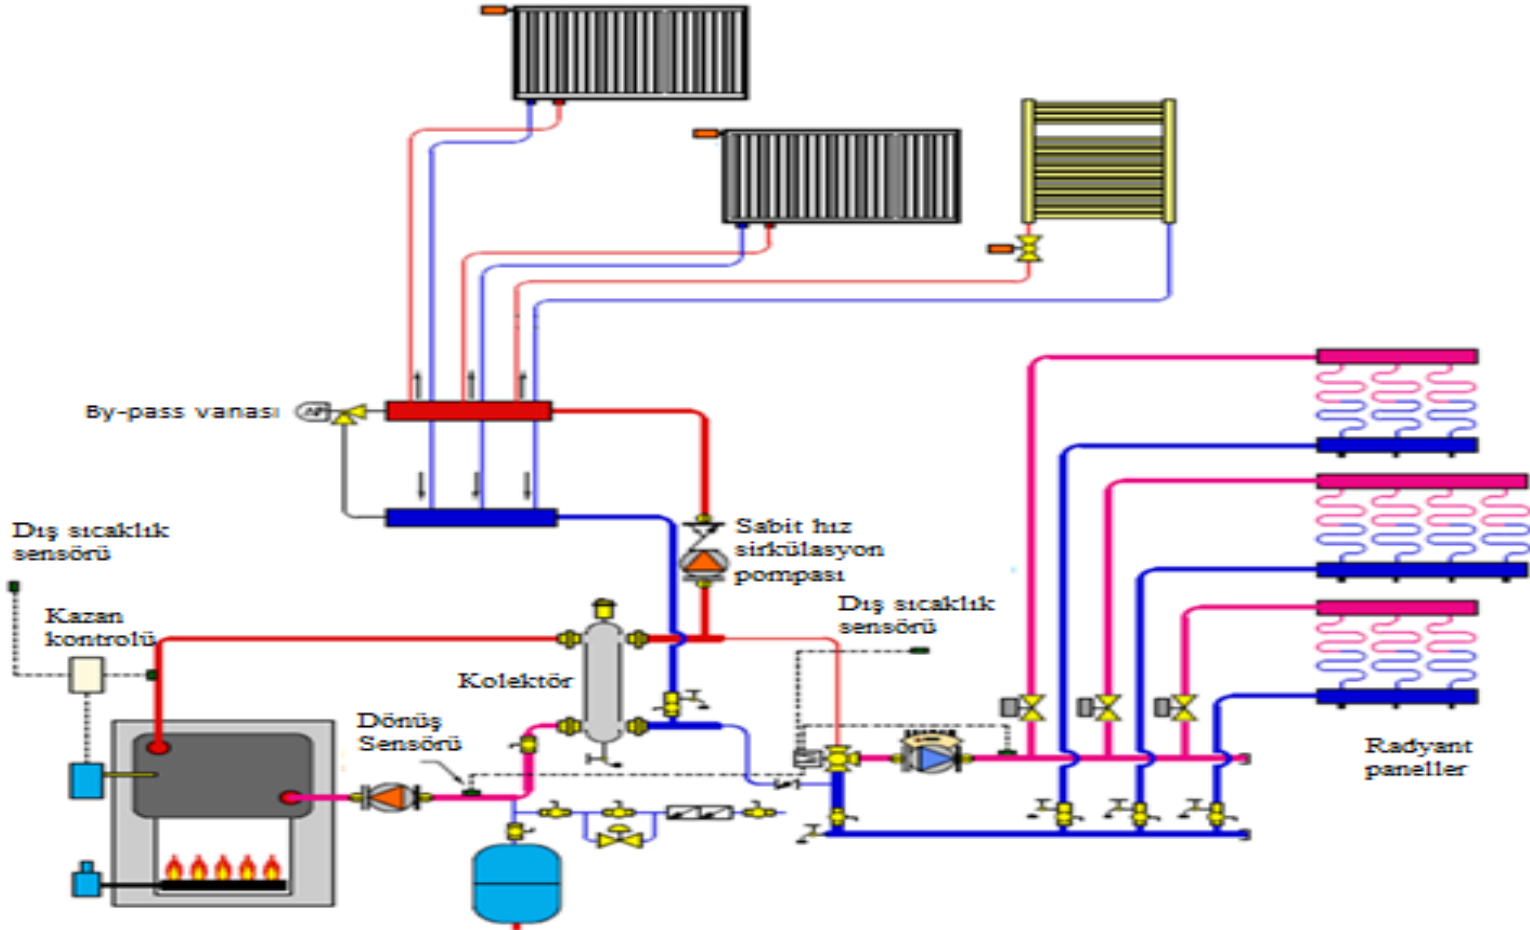 By-pass vanası
ΔP
Dış sıcaklık
sensörü
Sabit hız
sirkülasyon
pompası
Dış sıcaklık
sensörü
Kazan
kontrolü
Kolektör
Dönüş
Sensörü
Radyant
paneller